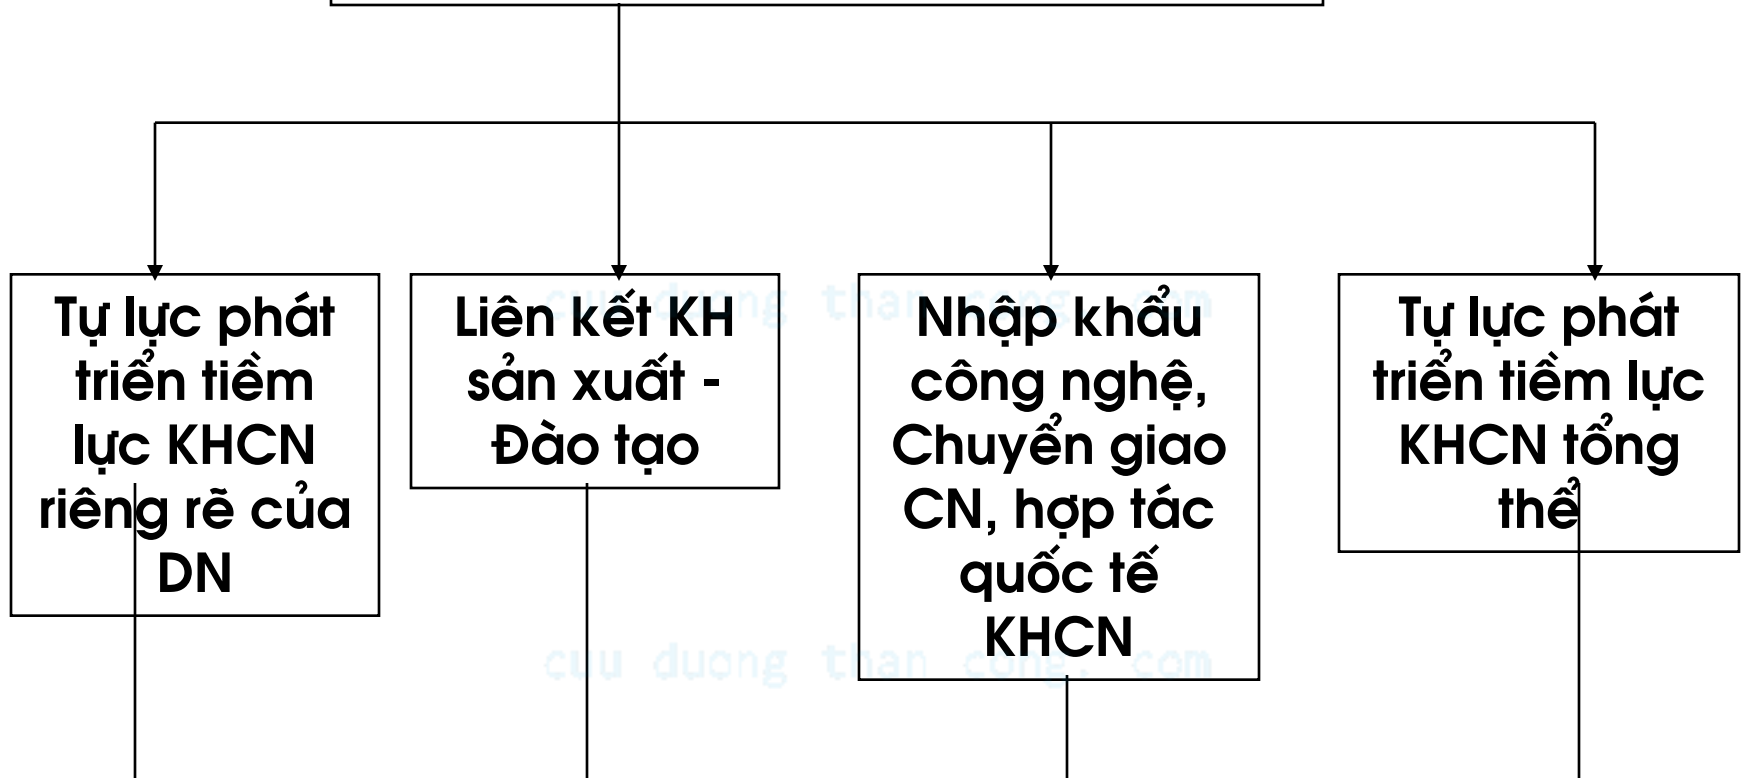 Tự lực phát
triển tiềm
lực KHCN
riêng rẽ của
DN
Liên kết KH
sản xuất -
Đào tạo
Nhập khẩu
công nghệ,
Chuyển giao
CN, hợp tác
quốc tế
KHCN
Tự lực phát
triển tiềm lực
KHCN tổng
thể
cuu duong than cong. com
cuu duong than cong. com